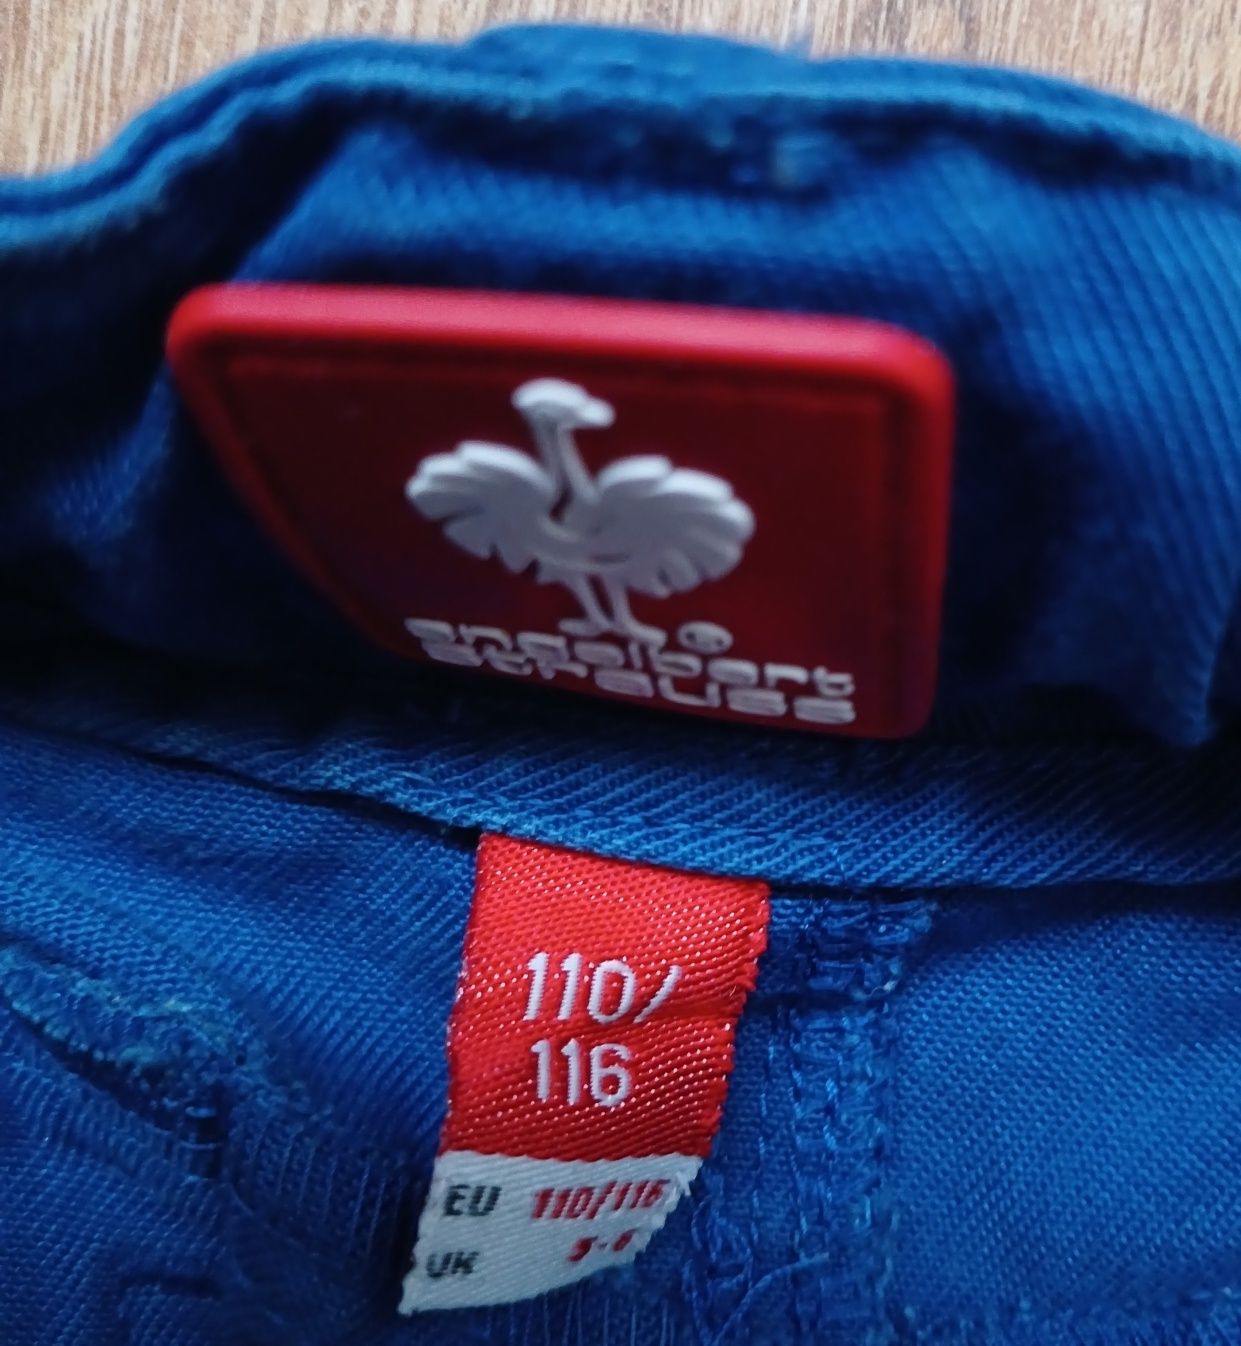 engelbert
strauss
110/
116
EU 110/116
UK 5-6